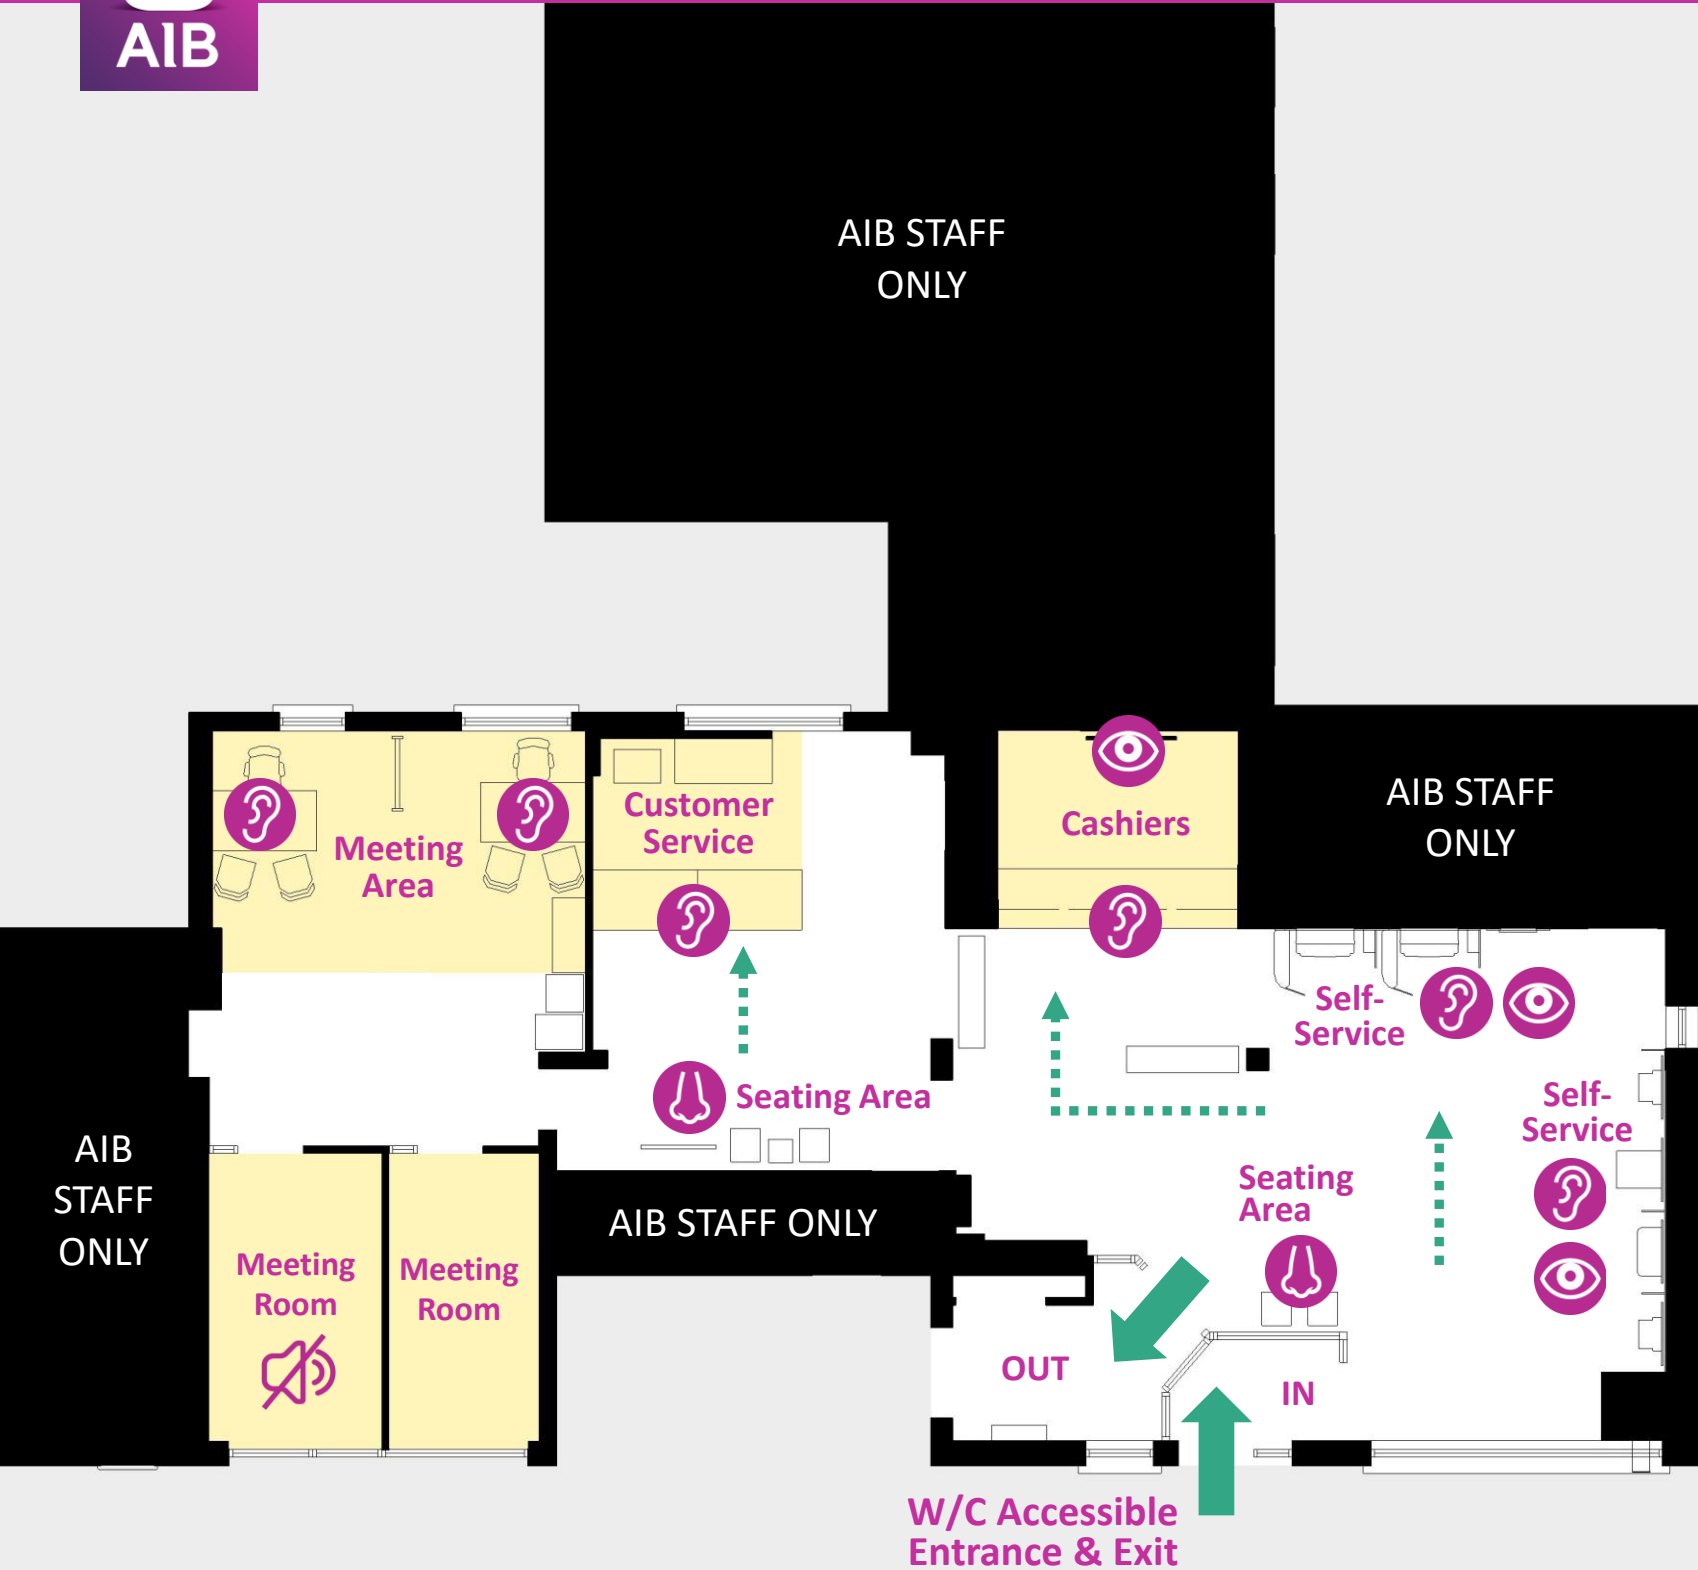 AIB
AIB STAFF
ONLY
Customer
Service
Cashiers
AIB STAFF
ONLY
Meeting
Area
Self-
Service
Seating Area
Self-
Service
AIB
STAFF
ONLY
Seating
Area
AIB STAFF ONLY
Meeting
Room
Meeting
Room
OUT
IN
W/C Accessible
Entrance & Exit